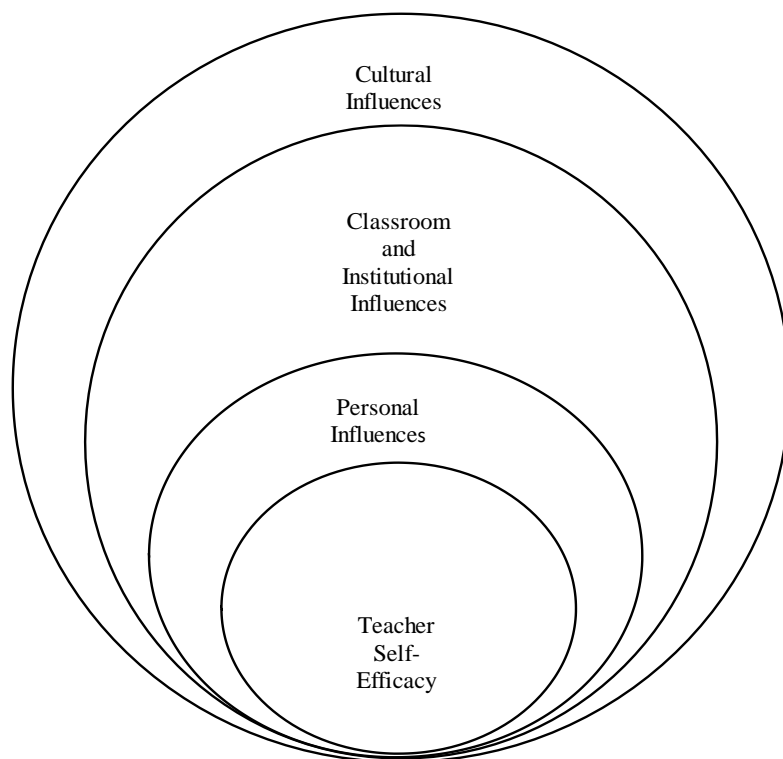 Cultural
Influences
Classroom
and
Institutional
Influences
Personal
Influences
Teacher
Self-
Efficacy